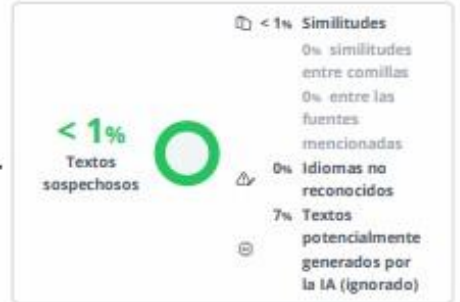 < 1%
Textos
sospechosos
< 1% Similitudes
0% similitudes
entre comillas
0% entre las
fuentes
mencionadas
0% Idiomas no
reconocidos
7% Textos
potencialmente
generados por
la IA (ignorado)